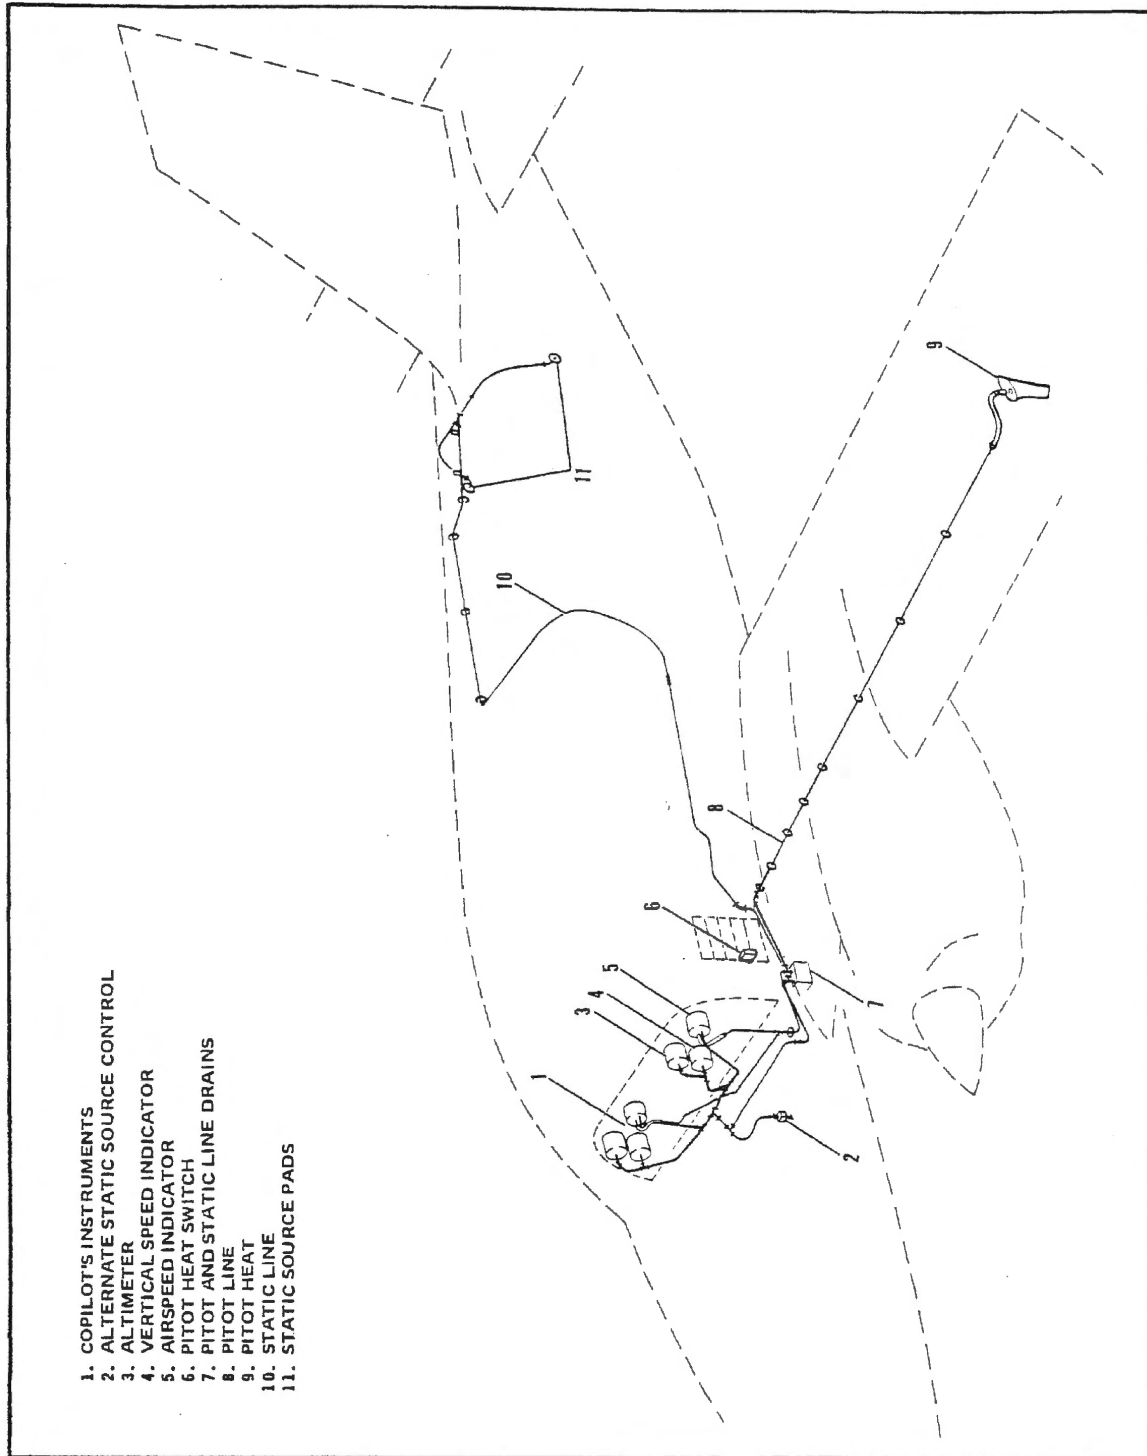 1. COPILOT'S INSTRUMENTS
2. ALTERNATE STATIC SOURCE CONTROL
3. ALTIMETER
4. VERTICAL SPEED INDICATOR
5. AIRSPEED INDICATOR
6. PITOT HEAT SWITCH
7. PITOT AND STATIC LINE DRAINS
8. PITOT LINE
9. PITOT HEAT
10. STATIC LINE
11. STATIC SOURCE PADS
1
2
3
4
5
6
7
8
9
10
11